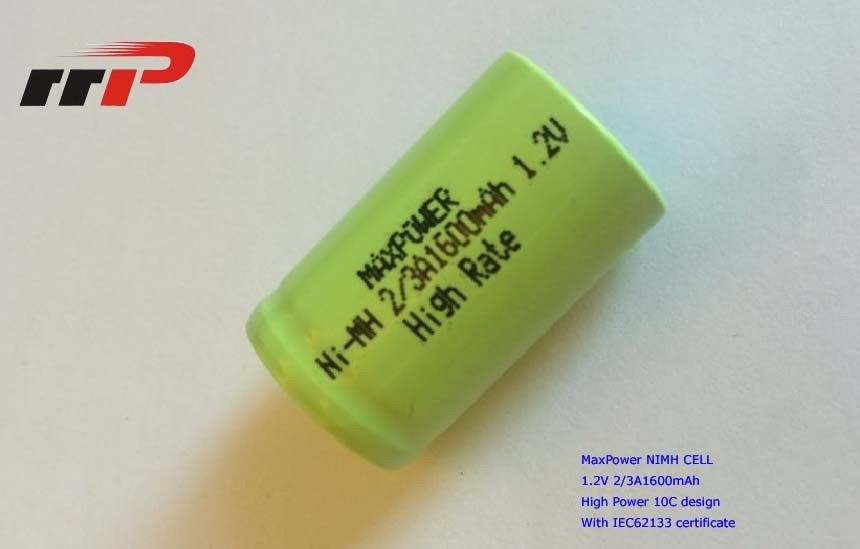 MAXPOWER
Ni-MH 2/3A1600mAh 1.2V
High Rate
MaxPower NIMH CELL
1.2V 2/3A1600mAh
High Power 10C design
With IEC62133 certificate